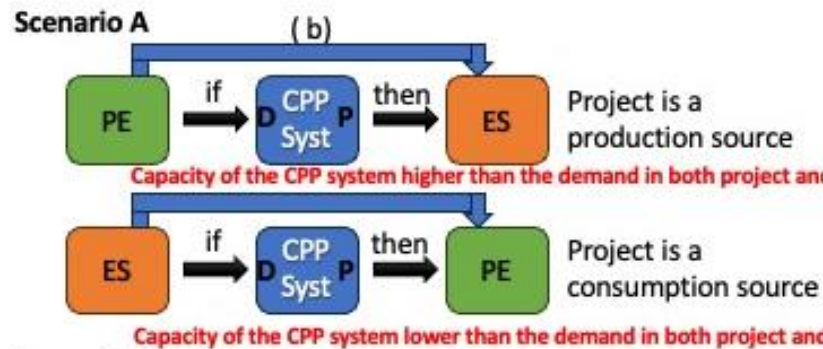 Scenario A
( b)
PE
if
D CPP P
Syst
then
ES
Project is a
production source
Capacity of the CPP system higher than the demand in both project and
ES
if
D CPP P
Syst
then
PE
Project is a
consumption source
Capacity of the CPP system lower than the demand in both project and